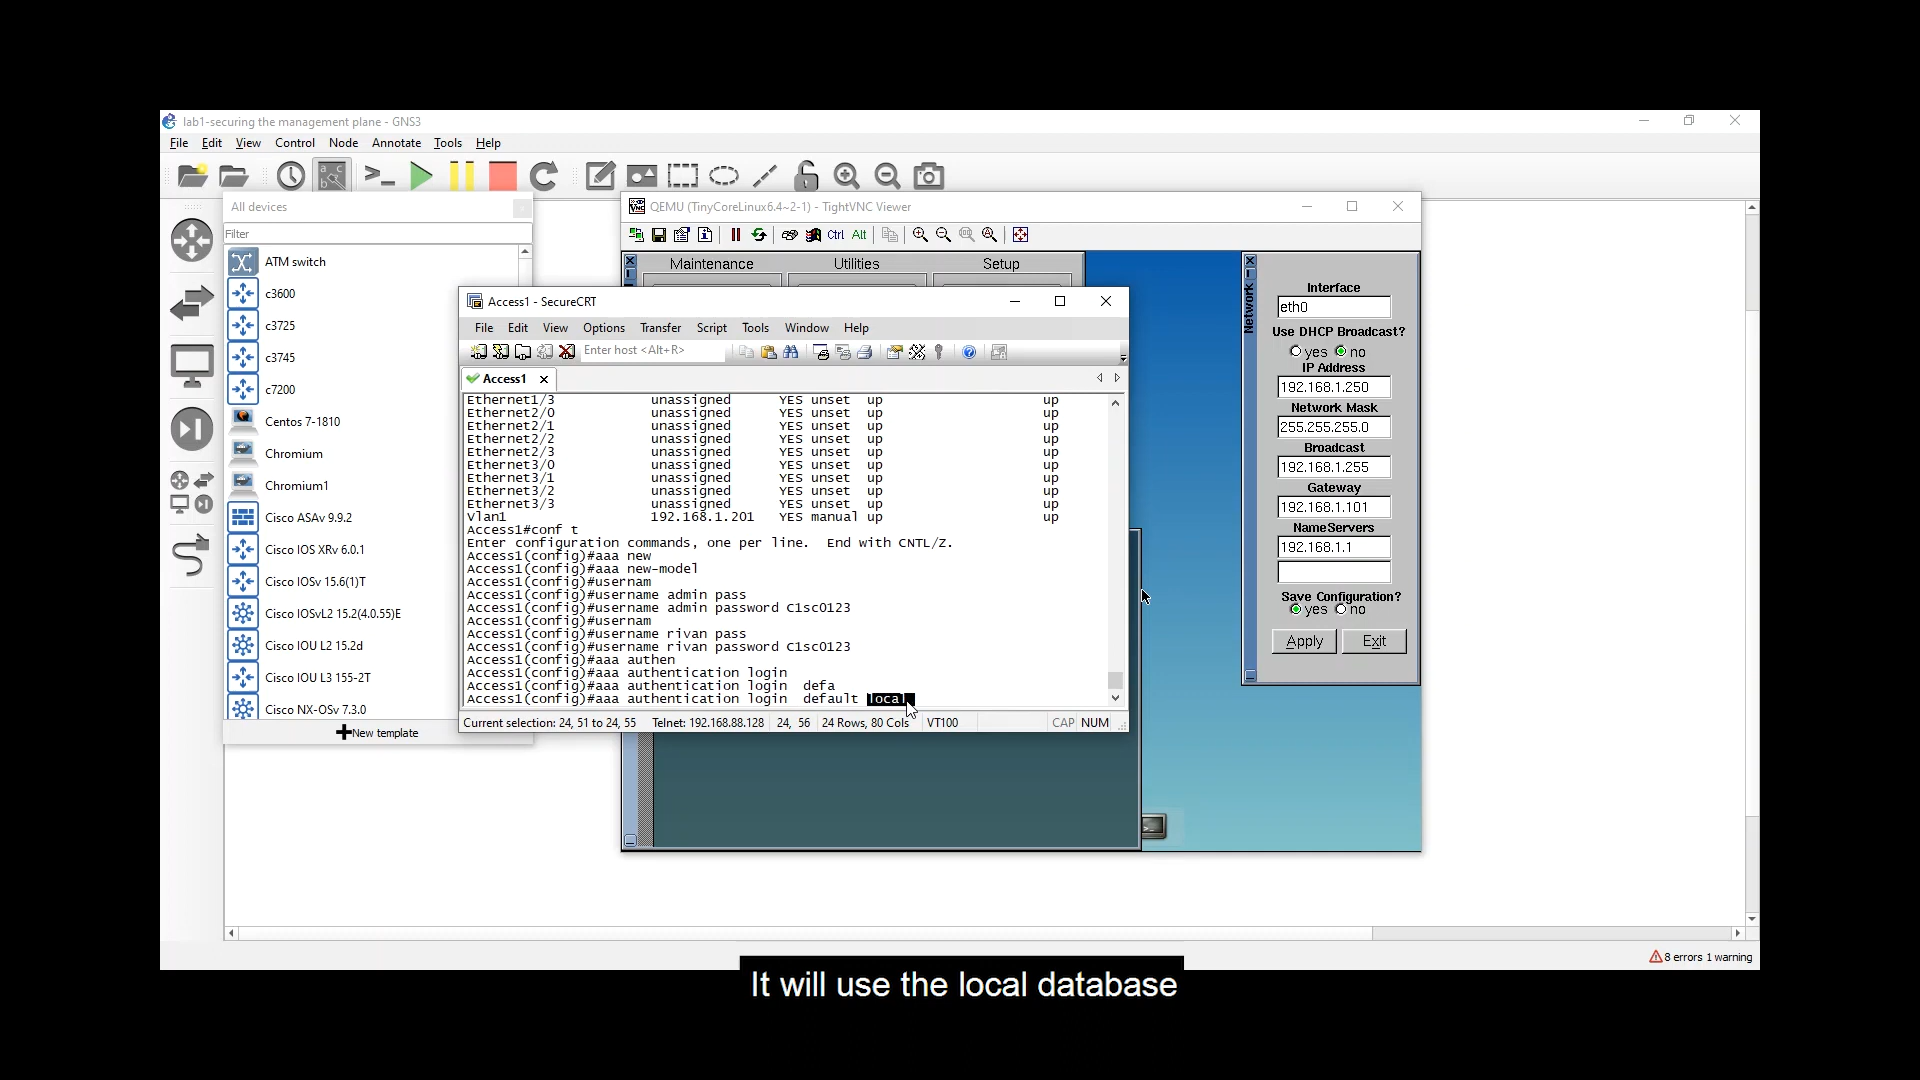 lab1-securing the management plane - GNS3
File Edit View Control Node Annotate Tools Help
All devices
Filter
ATM switch
c3600
c3725
c3745
c7200
Centos 7-1810
Chromium
Chromium1
Cisco ASAv 9.9.2
Cisco IOS XRv 6.0.1
Cisco IOSv 15.6(1)T
Cisco IOSvL2 15.2(4.0.55)E
Cisco IOU L2 15.2d
Cisco IOU L3 155-2T
Cisco NX-OSv 7.3.0
New template
QEMU (TinyCoreLinux6.4~2-1) - TightVNC Viewer
Ctrl Alt
Maintenance Utilities Setup
Access1 - SecureCRT
File Edit View Options Transfer Script Tools Window Help
Enter host <Alt+R>
Access1
Ethernet1/3 unassigned YES unset up up
Ethernet2/0 unassigned YES unset up up
Ethernet2/1 unassigned YES unset up up
Ethernet2/2 unassigned YES unset up up
Ethernet2/3 unassigned YES unset up up
Ethernet3/0 unassigned YES unset up up
Ethernet3/1 unassigned YES unset up up
Ethernet3/2 unassigned YES unset up up
Ethernet3/3 unassigned YES unset up up
Vlan1 192.168.1.201 YES manual up up
Access1#conf t
Enter configuration commands, one per line. End with CNTL/Z.
Access1(config)#aaa new
Access1(config)#aaa new-model
Access1(config)#usernam
Access1(config)#username admin pass
Access1(config)#username admin password C1sc0123
Access1(config)#usernam
Access1(config)#username rivan pass
Access1(config)#username rivan password C1sc0123
Access1(config)#aaa authen
Access1(config)#aaa authentication login
Access1(config)#aaa authentication login defa
Access1(config)#aaa authentication login default local
Current selection: 24, 51 to 24, 55 Telnet: 192.168.88.128 24, 56 24 Rows, 80 Cols VT100 CAP NUM
Network
Interface
eth0
Use DHCP Broadcast?
yes no
IP Address
192.168.1.250
Network Mask
255.255.255.0
Broadcast
192.168.1.255
Gateway
192.168.1.101
NameServers
192.168.1.1
Save Configuration?
yes no
Apply Exit
8 errors 1 warning
It will use the local database